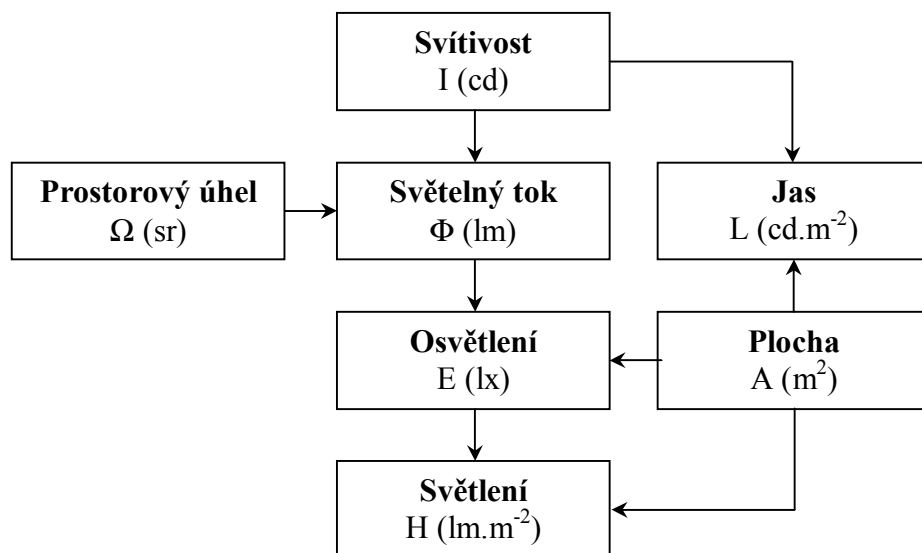 Svítivost
I (cd)
Prostorový úhel
Ω (sr)
Světelný tok
Φ (lm)
Jas
L (cd.m⁻²)
Osvětlení
E (lx)
Plocha
A (m²)
Světlení
H (lm.m⁻²)